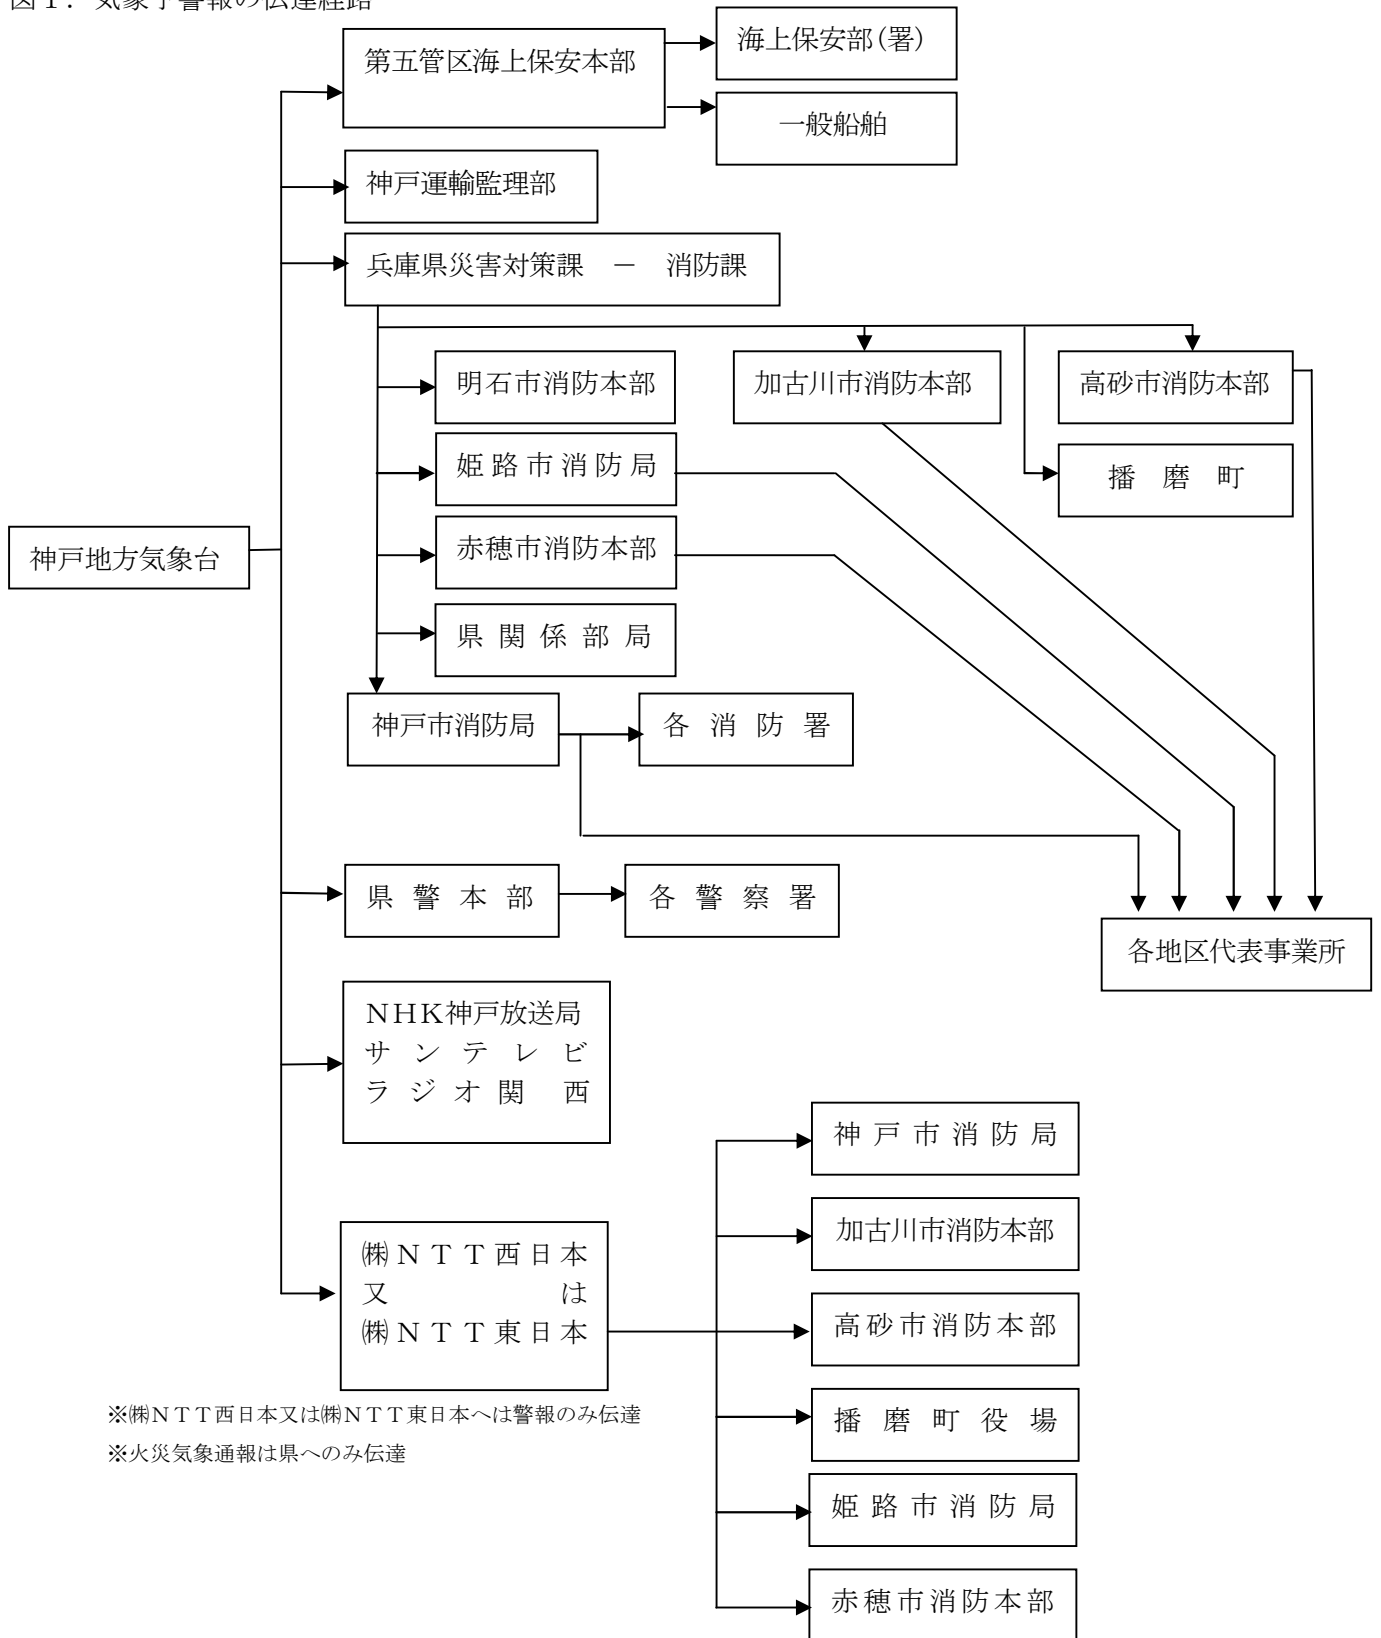 図１．気象予警報の伝達経路
第五管区海上保安本部
海上保安部(署)
一般船舶
神戸運輸監理部
兵庫県災害対策課　－　消防課
明石市消防本部
加古川市消防本部
高砂市消防本部
姫路市消防局
播磨町
赤穂市消防本部
神戸地方気象台
県関係部局
神戸市消防局
各消防署
県警本部
各警察署
各地区代表事業所
ＮＨＫ神戸放送局
サンテレビ
ラジオ関西
神戸市消防局
加古川市消防本部
㈱ＮＴＴ西日本
又は
㈱ＮＴＴ東日本
高砂市消防本部
播磨町役場
※㈱ＮＴＴ西日本又は㈱ＮＴＴ東日本へは警報のみ伝達
※火災気象通報は県へのみ伝達
姫路市消防局
赤穂市消防本部